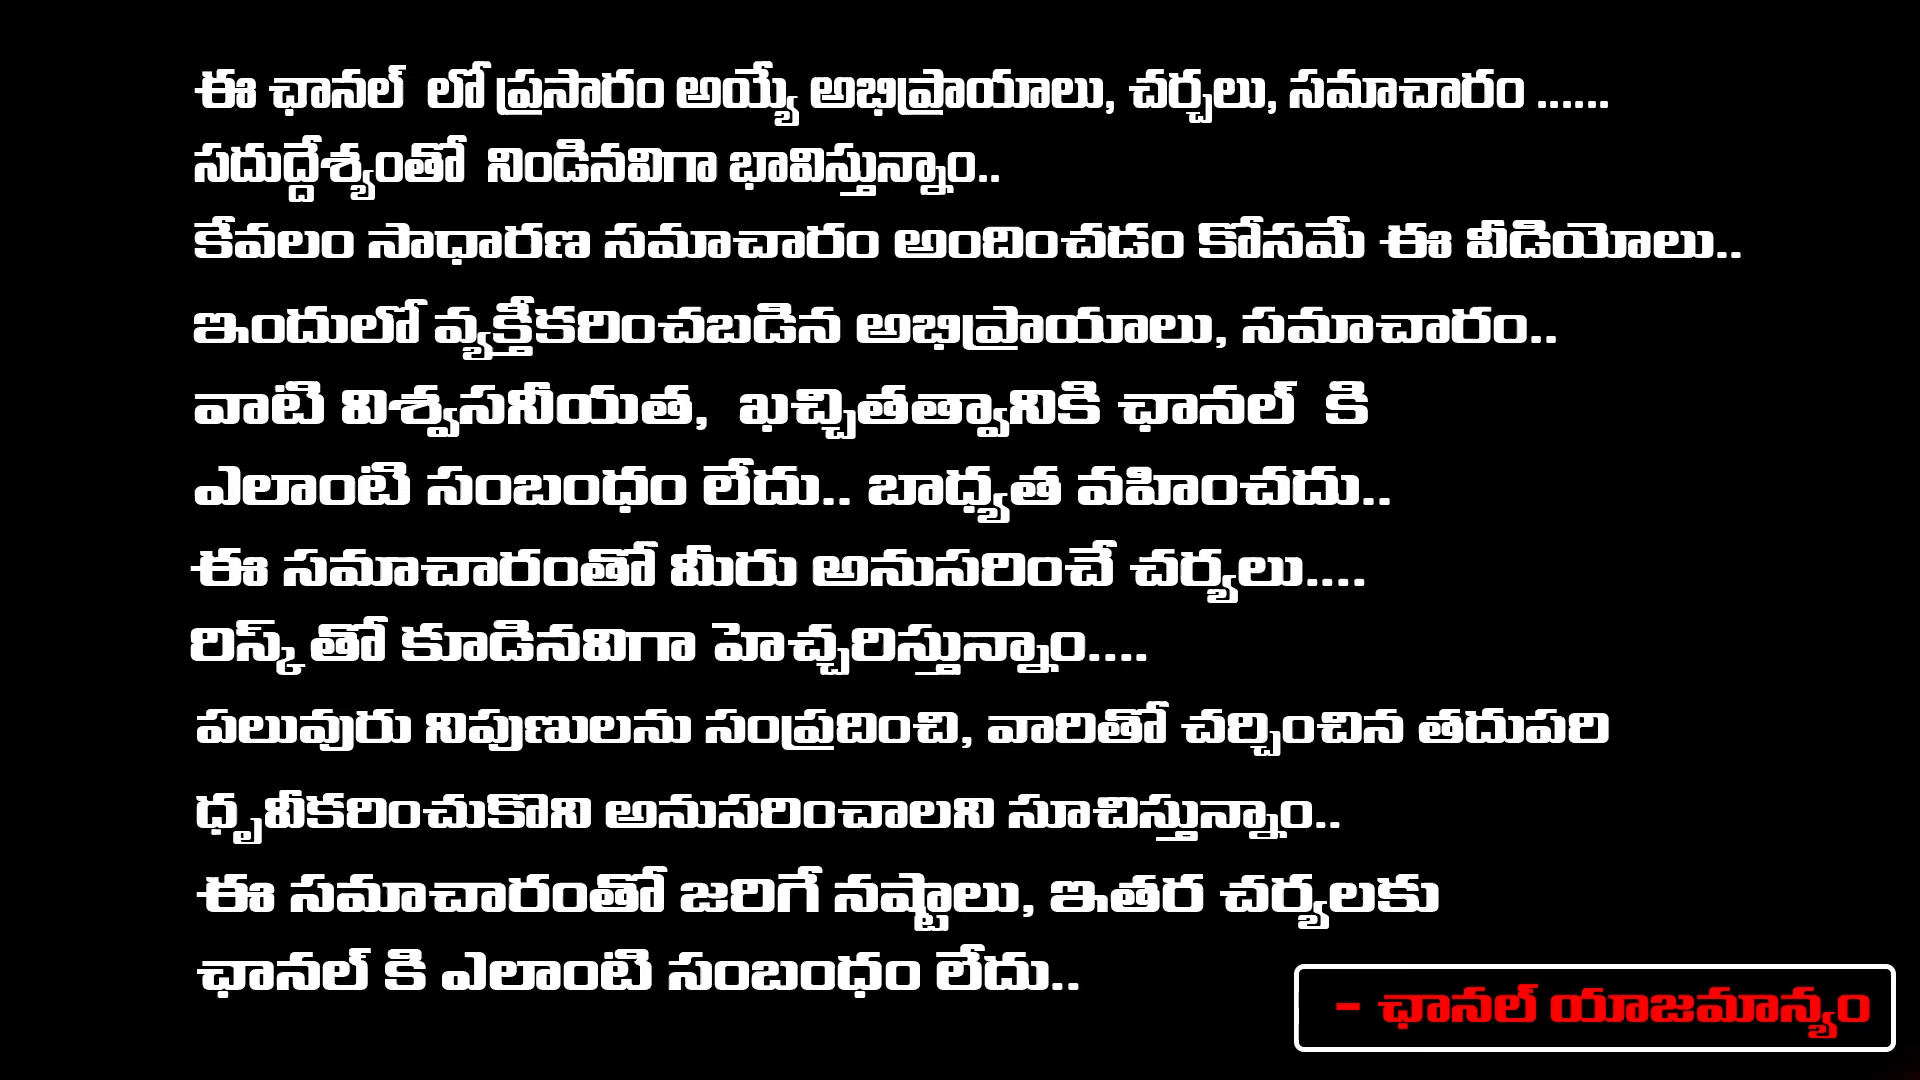 ఈ ఛానల్ లో ప్రసారం అయ్యే అభిప్రాయాలు, చర్చలు, సమాచారం ......
సదుద్దేశ్యంతో నిండినవిగా భావిస్తున్నాం..
కేవలం సాధారణ సమాచారం అందించడం కోసమే ఈ వీడియోలు..
ఇందులో వ్యక్తీకరించబడిన అభిప్రాయాలు, సమాచారం..
వాటి విశ్వసనీయత, ఖచ్చితత్వానికి ఛానల్ కి
ఎలాంటి సంబంధం లేదు.. బాధ్యత వహించదు..
ఈ సమాచారంతో మీరు అనుసరించే చర్యలు....
రిస్క్ తో కూడినవిగా హెచ్చరిస్తున్నాం....
పలువురు నిపుణులను సంప్రదించి, వారితో చర్చించిన తదుపరి
ధృవీకరించుకొని అనుసరించాలని సూచిస్తున్నాం..
ఈ సమాచారంతో జరిగే నష్టాలు, ఇతర చర్యలకు
ఛానల్ కి ఎలాంటి సంబంధం లేదు..
- ఛానల్ యాజమాన్యం